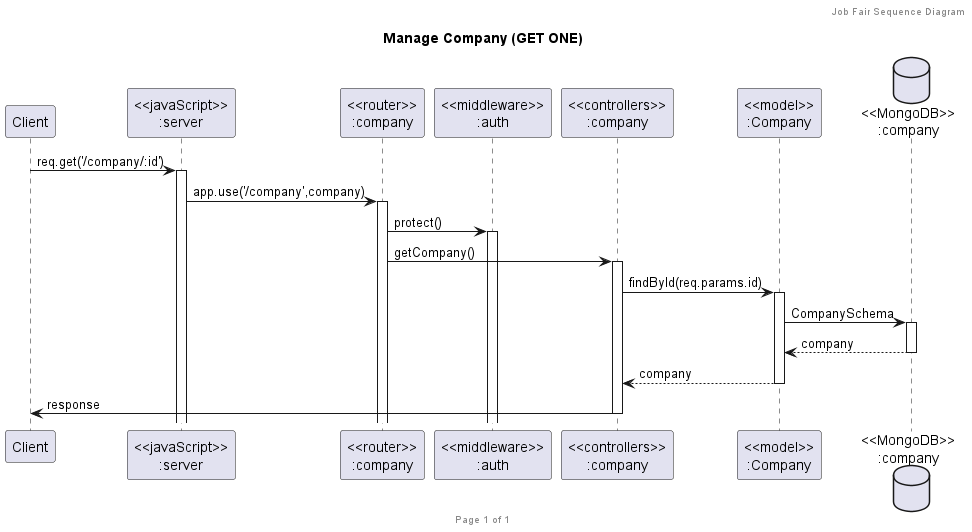 Job Fair Sequence Diagram
Manage Company (GET ONE)
Client
<<javaScript>>
:server
<<router>>
:company
<<middleware>>
:auth
<<controllers>>
:company
<<model>>
:Company
<<MongoDB>>
:company
req.get('/company/:id')
app.use('/company',company)
protect()
getCompany()
findById(req.params.id)
CompanySchema
company
company
response
Client
<<javaScript>>
:server
<<router>>
:company
<<middleware>>
:auth
<<controllers>>
:company
<<model>>
:Company
<<MongoDB>>
:company
Page 1 of 1